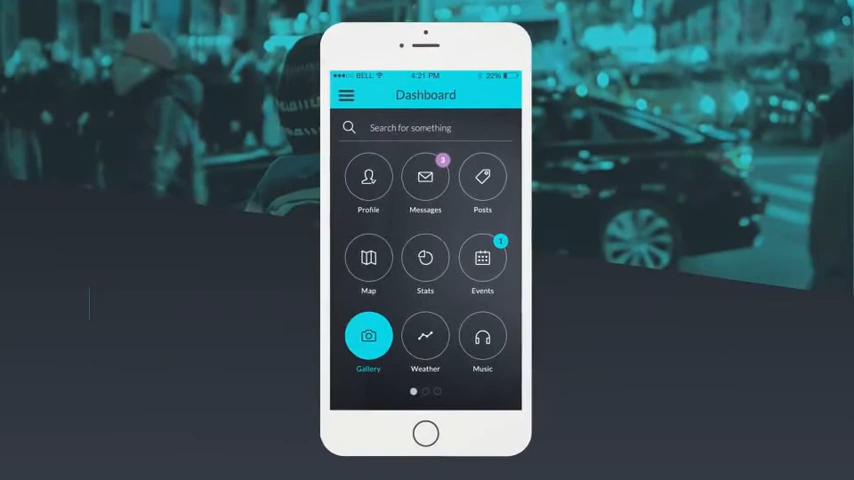 BELL 4:21 PM 22%
Dashboard
Search for something
3
Profile Messages Posts
1
Map Stats Events
Gallery Weather Music